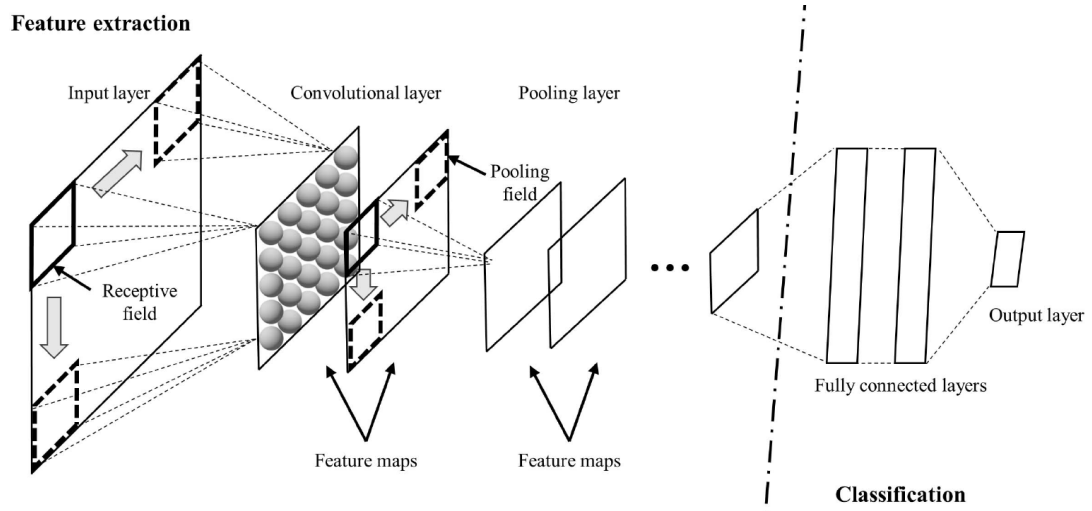 Feature extraction
Input layer
Convolutional layer
Pooling layer
Pooling
field
Receptive
field
Output layer
Fully connected layers
Feature maps
Feature maps
Classification